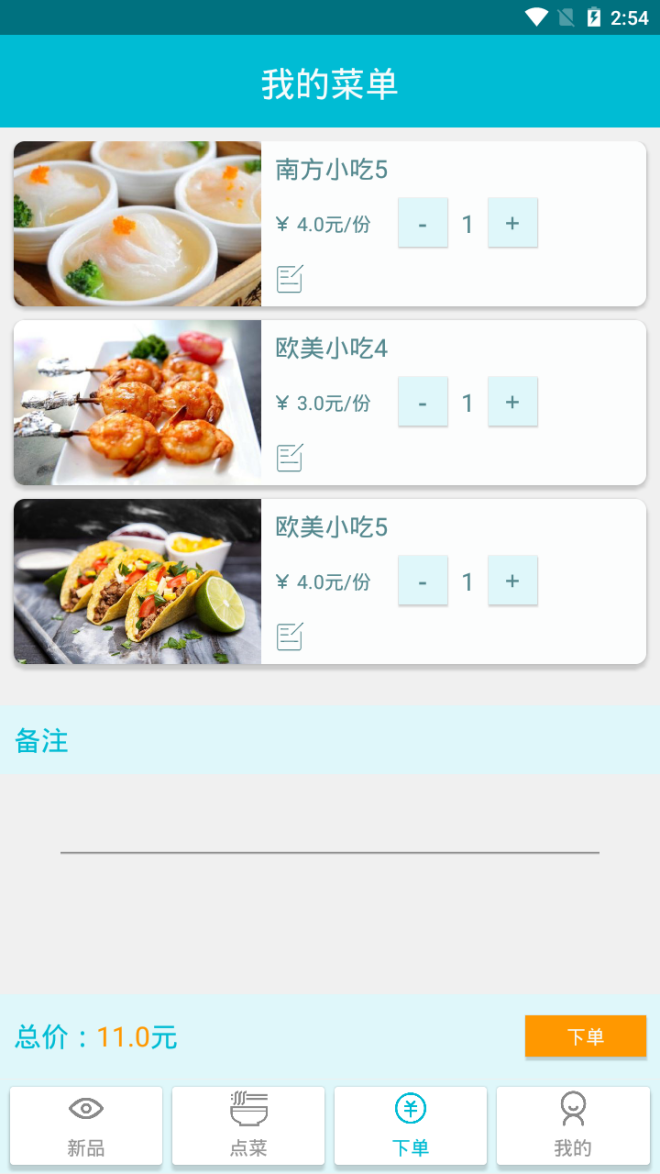 2:54
我的菜单
南方小吃5
¥ 4.0元/份 - 1 +
欧美小吃4
¥ 3.0元/份 - 1 +
欧美小吃5
¥ 4.0元/份 - 1 +
备注
总价：11.0元 下单
新品 点菜 下单 我的